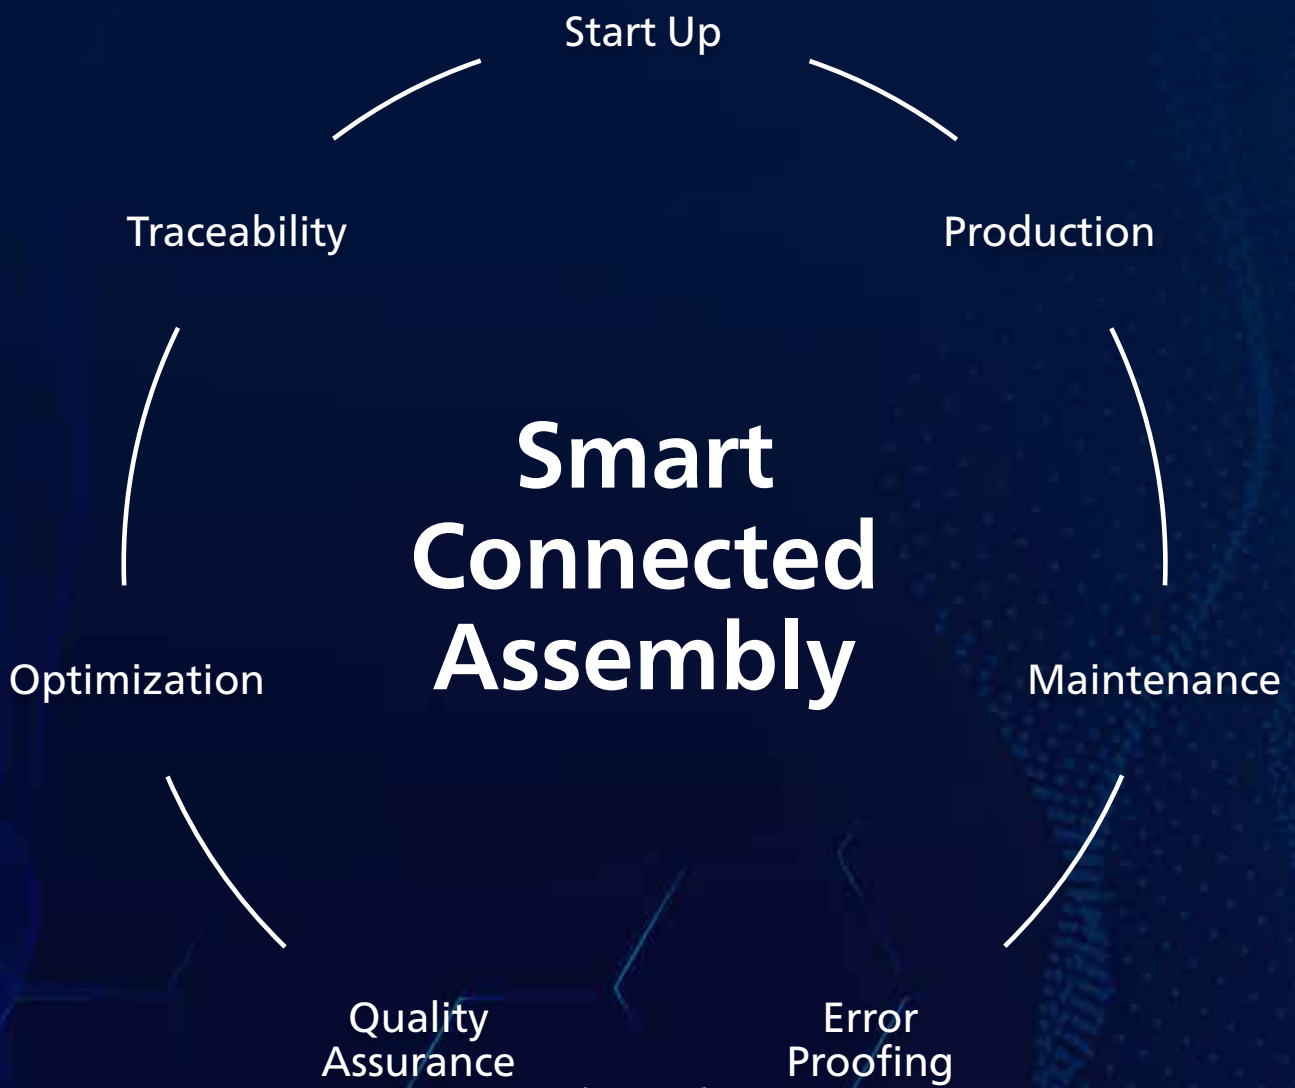 Start Up
Traceability
Production
Smart
Connected
Assembly
Optimization
Maintenance
Quality
Assurance
Error
Proofing